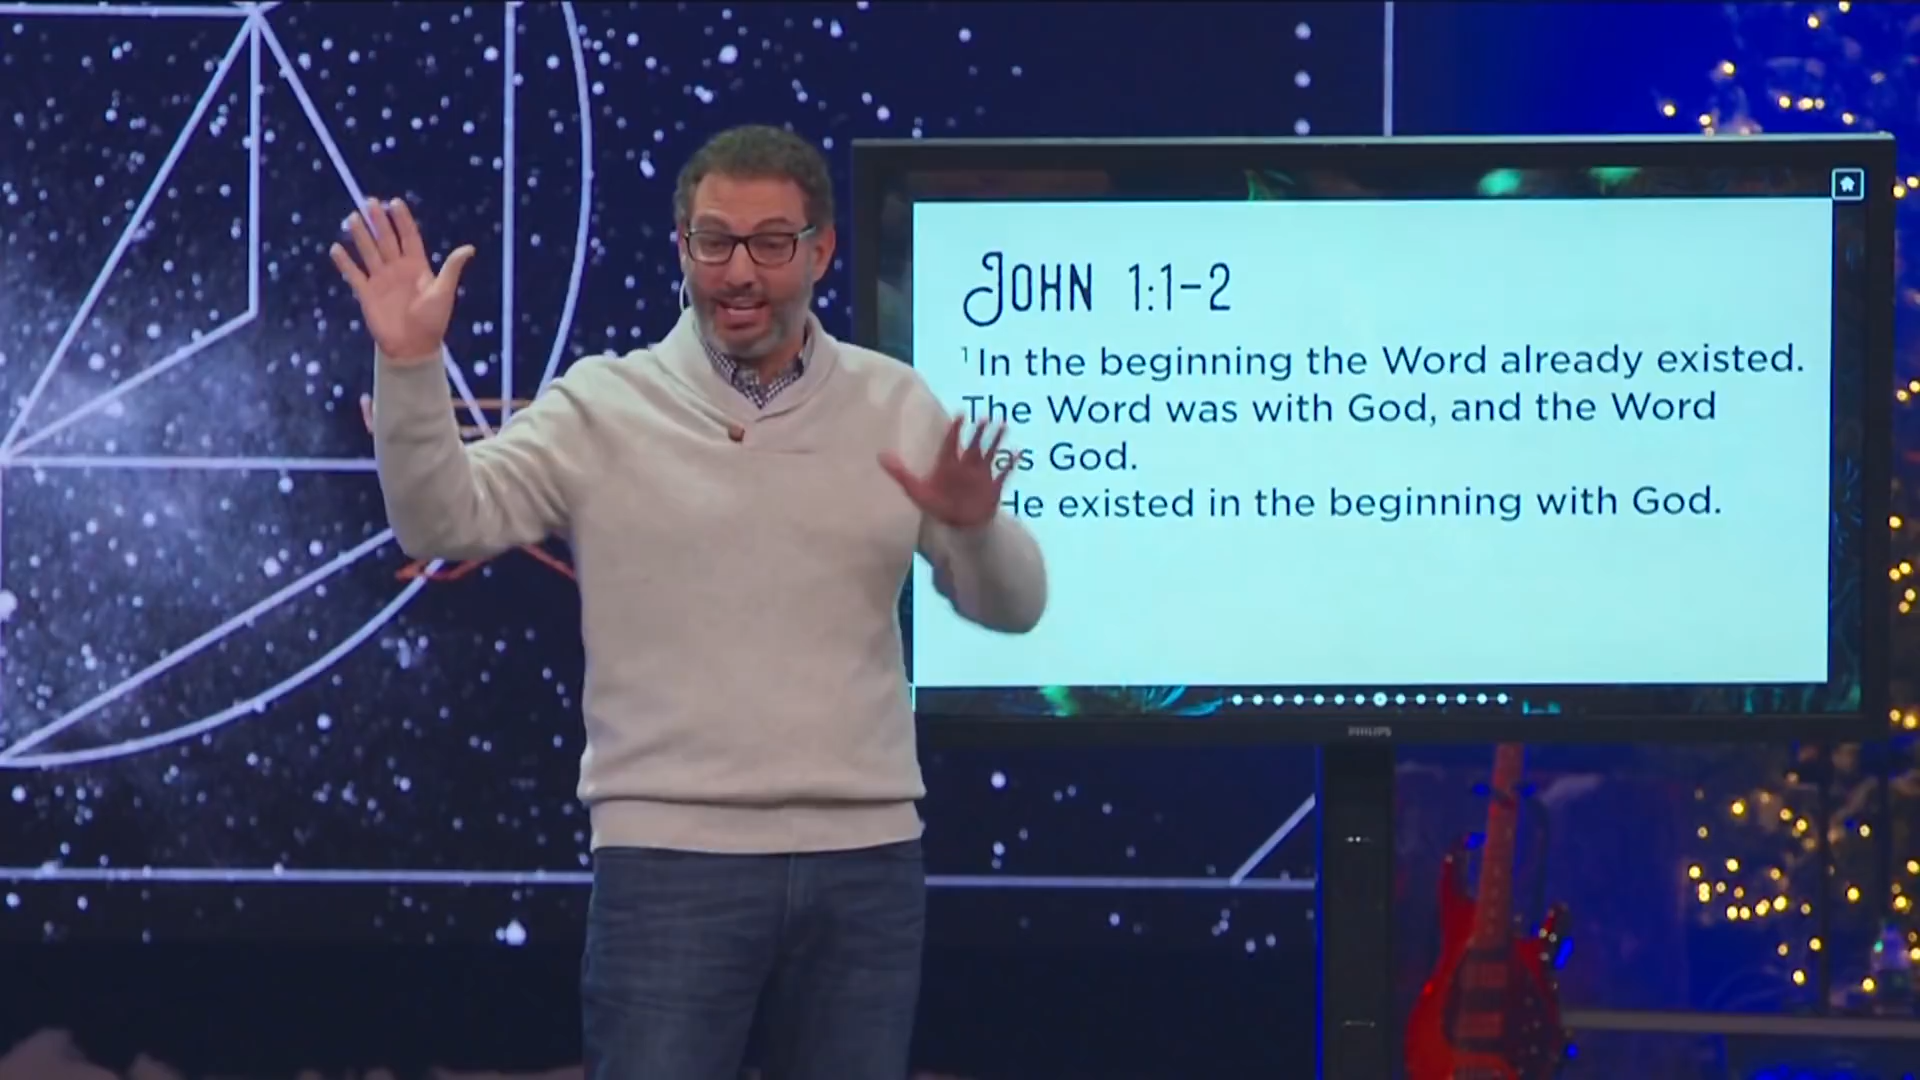 JOHN 1:1-2
1 In the beginning the Word already existed.
The Word was with God, and the Word
as God.
He existed in the beginning with God.
PHILIPS